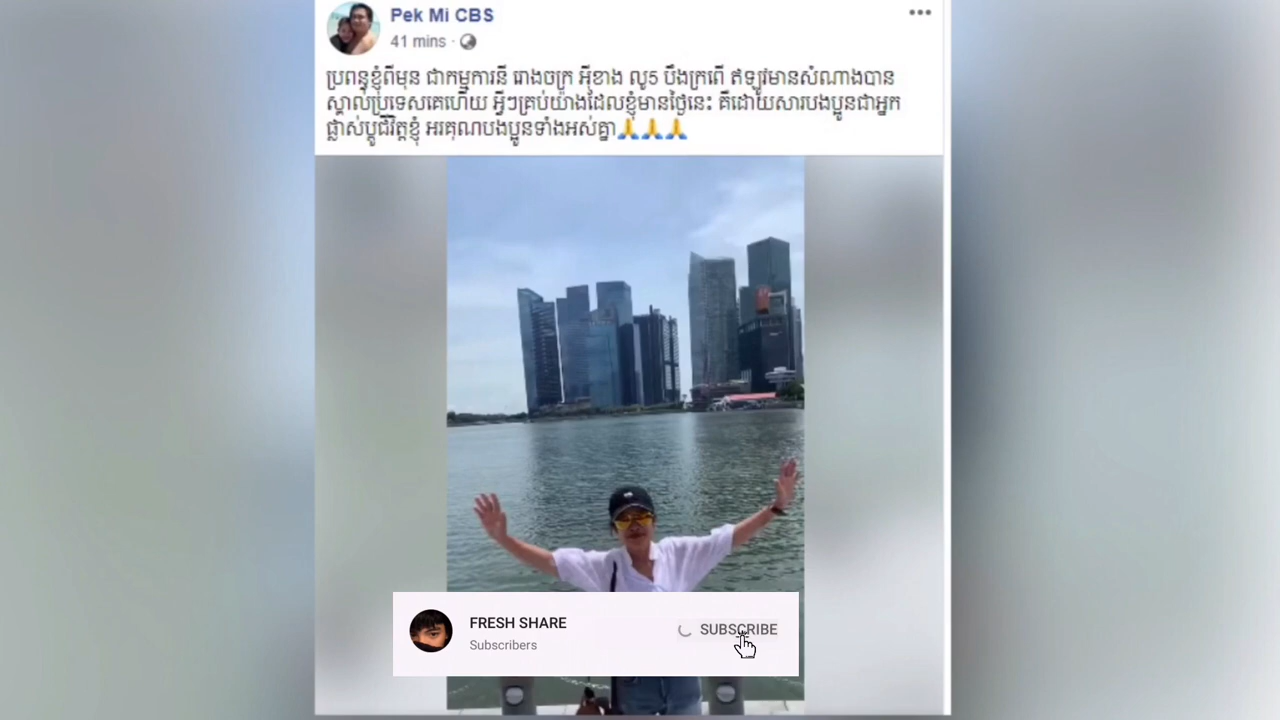 Pek Mi CBS
41 mins ·
ប្រពន្ធខ្ញុំពីមុន ជាកម្មការនី រោងចក្រ អ៊ីខាង លូ5 បឹងក្រពើ ឥឡូវមានសំណាងបាន
ស្គាល់ប្រទេសគេហើយ អ្វីៗគ្រប់យ៉ាងដែលខ្ញុំមានថ្ងៃនេះ គឺដោយសារបងប្អូនជាអ្នក
ផ្លាស់ប្ដូជីវិត្តខ្ញុំ អរគុណបងប្អូនទាំងអស់គ្នា🙏🙏🙏
FRESH SHARE
SUBSCRIBE
Subscribers